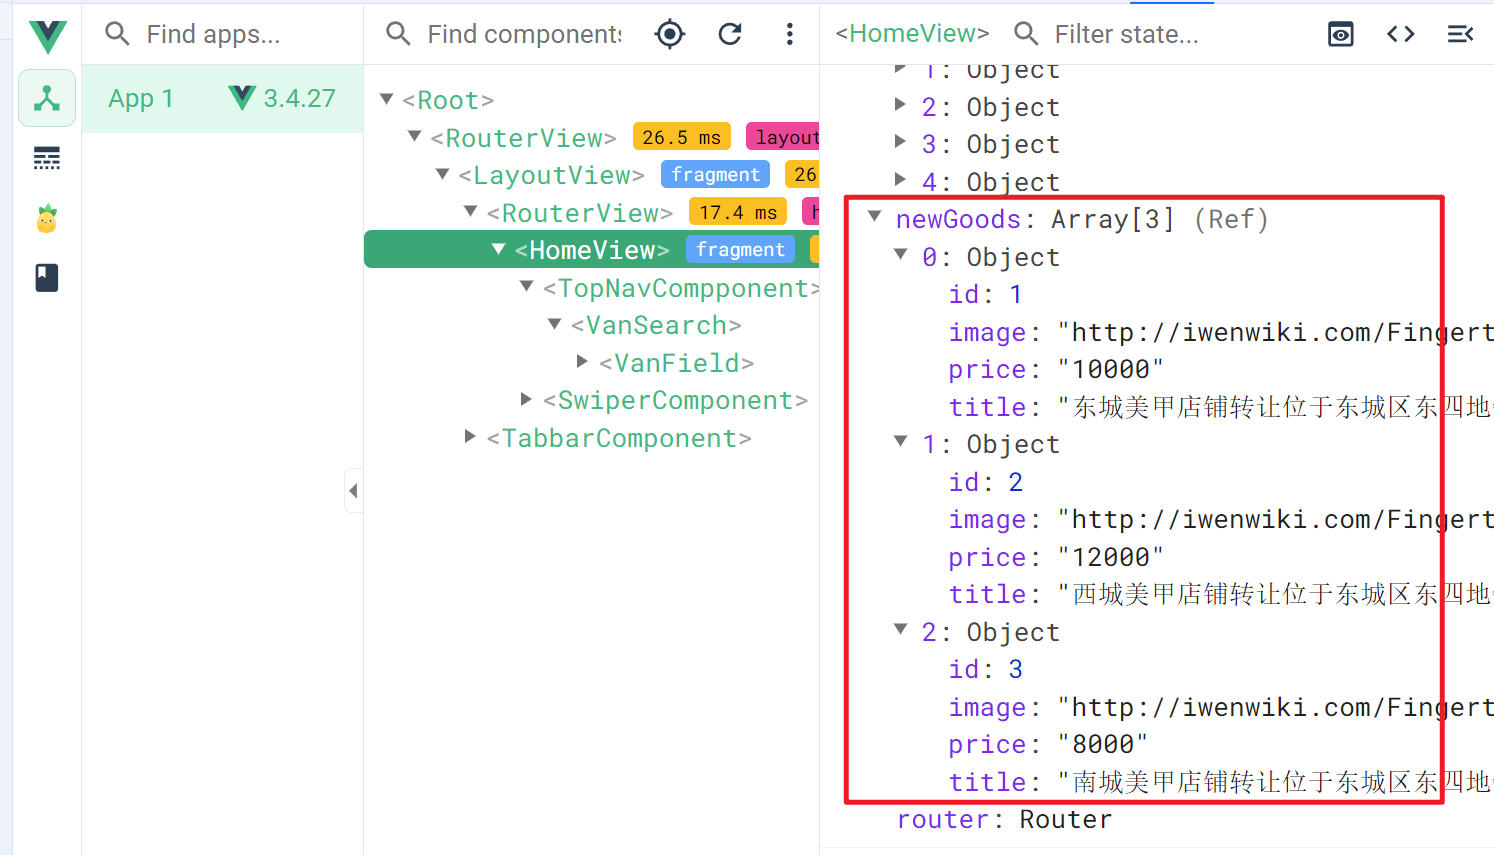 Find apps...
App 1 3.4.27
Find components
<Root>
<RouterView> 26.5 ms layout
<LayoutView> fragment 26
<RouterView> 17.4 ms h
<HomeView> fragment
<TopNavCompponent>
<VanSearch>
<VanField>
<SwiperComponent>
<TabbarComponent>
<HomeView> Filter state...
1: Object
2: Object
3: Object
4: Object
newGoods: Array[3] (Ref)
0: Object
id: 1
image: "http://iwenwiki.com/Fingert
price: "10000"
title: "东城美甲店铺转让位于东城区东四地
1: Object
id: 2
image: "http://iwenwiki.com/Fingert
price: "12000"
title: "西城美甲店铺转让位于东城区东四地
2: Object
id: 3
image: "http://iwenwiki.com/Fingert
price: "8000"
title: "南城美甲店铺转让位于东城区东四地
router: Router